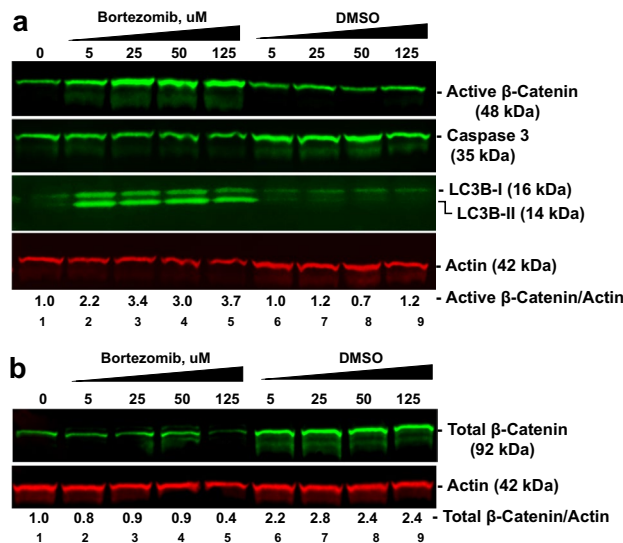 a
Bortezomib, uM DMSO
0 5 25 50 125 5 25 50 125
- Active β-Catenin
(48 kDa)
- Caspase 3
(35 kDa)
- LC3B-I (16 kDa)
LC3B-II (14 kDa)
- Actin (42 kDa)
1.0 2.2 3.4 3.0 3.7 1.0 1.2 0.7 1.2 - Active β-Catenin/Actin
1 2 3 4 5 6 7 8 9
b
Bortezomib, uM DMSO
0 5 25 50 125 5 25 50 125
- Total β-Catenin
(92 kDa)
- Actin (42 kDa)
1.0 0.8 0.9 0.9 0.4 2.2 2.8 2.4 2.4 - Total β-Catenin/Actin
1 2 3 4 5 6 7 8 9